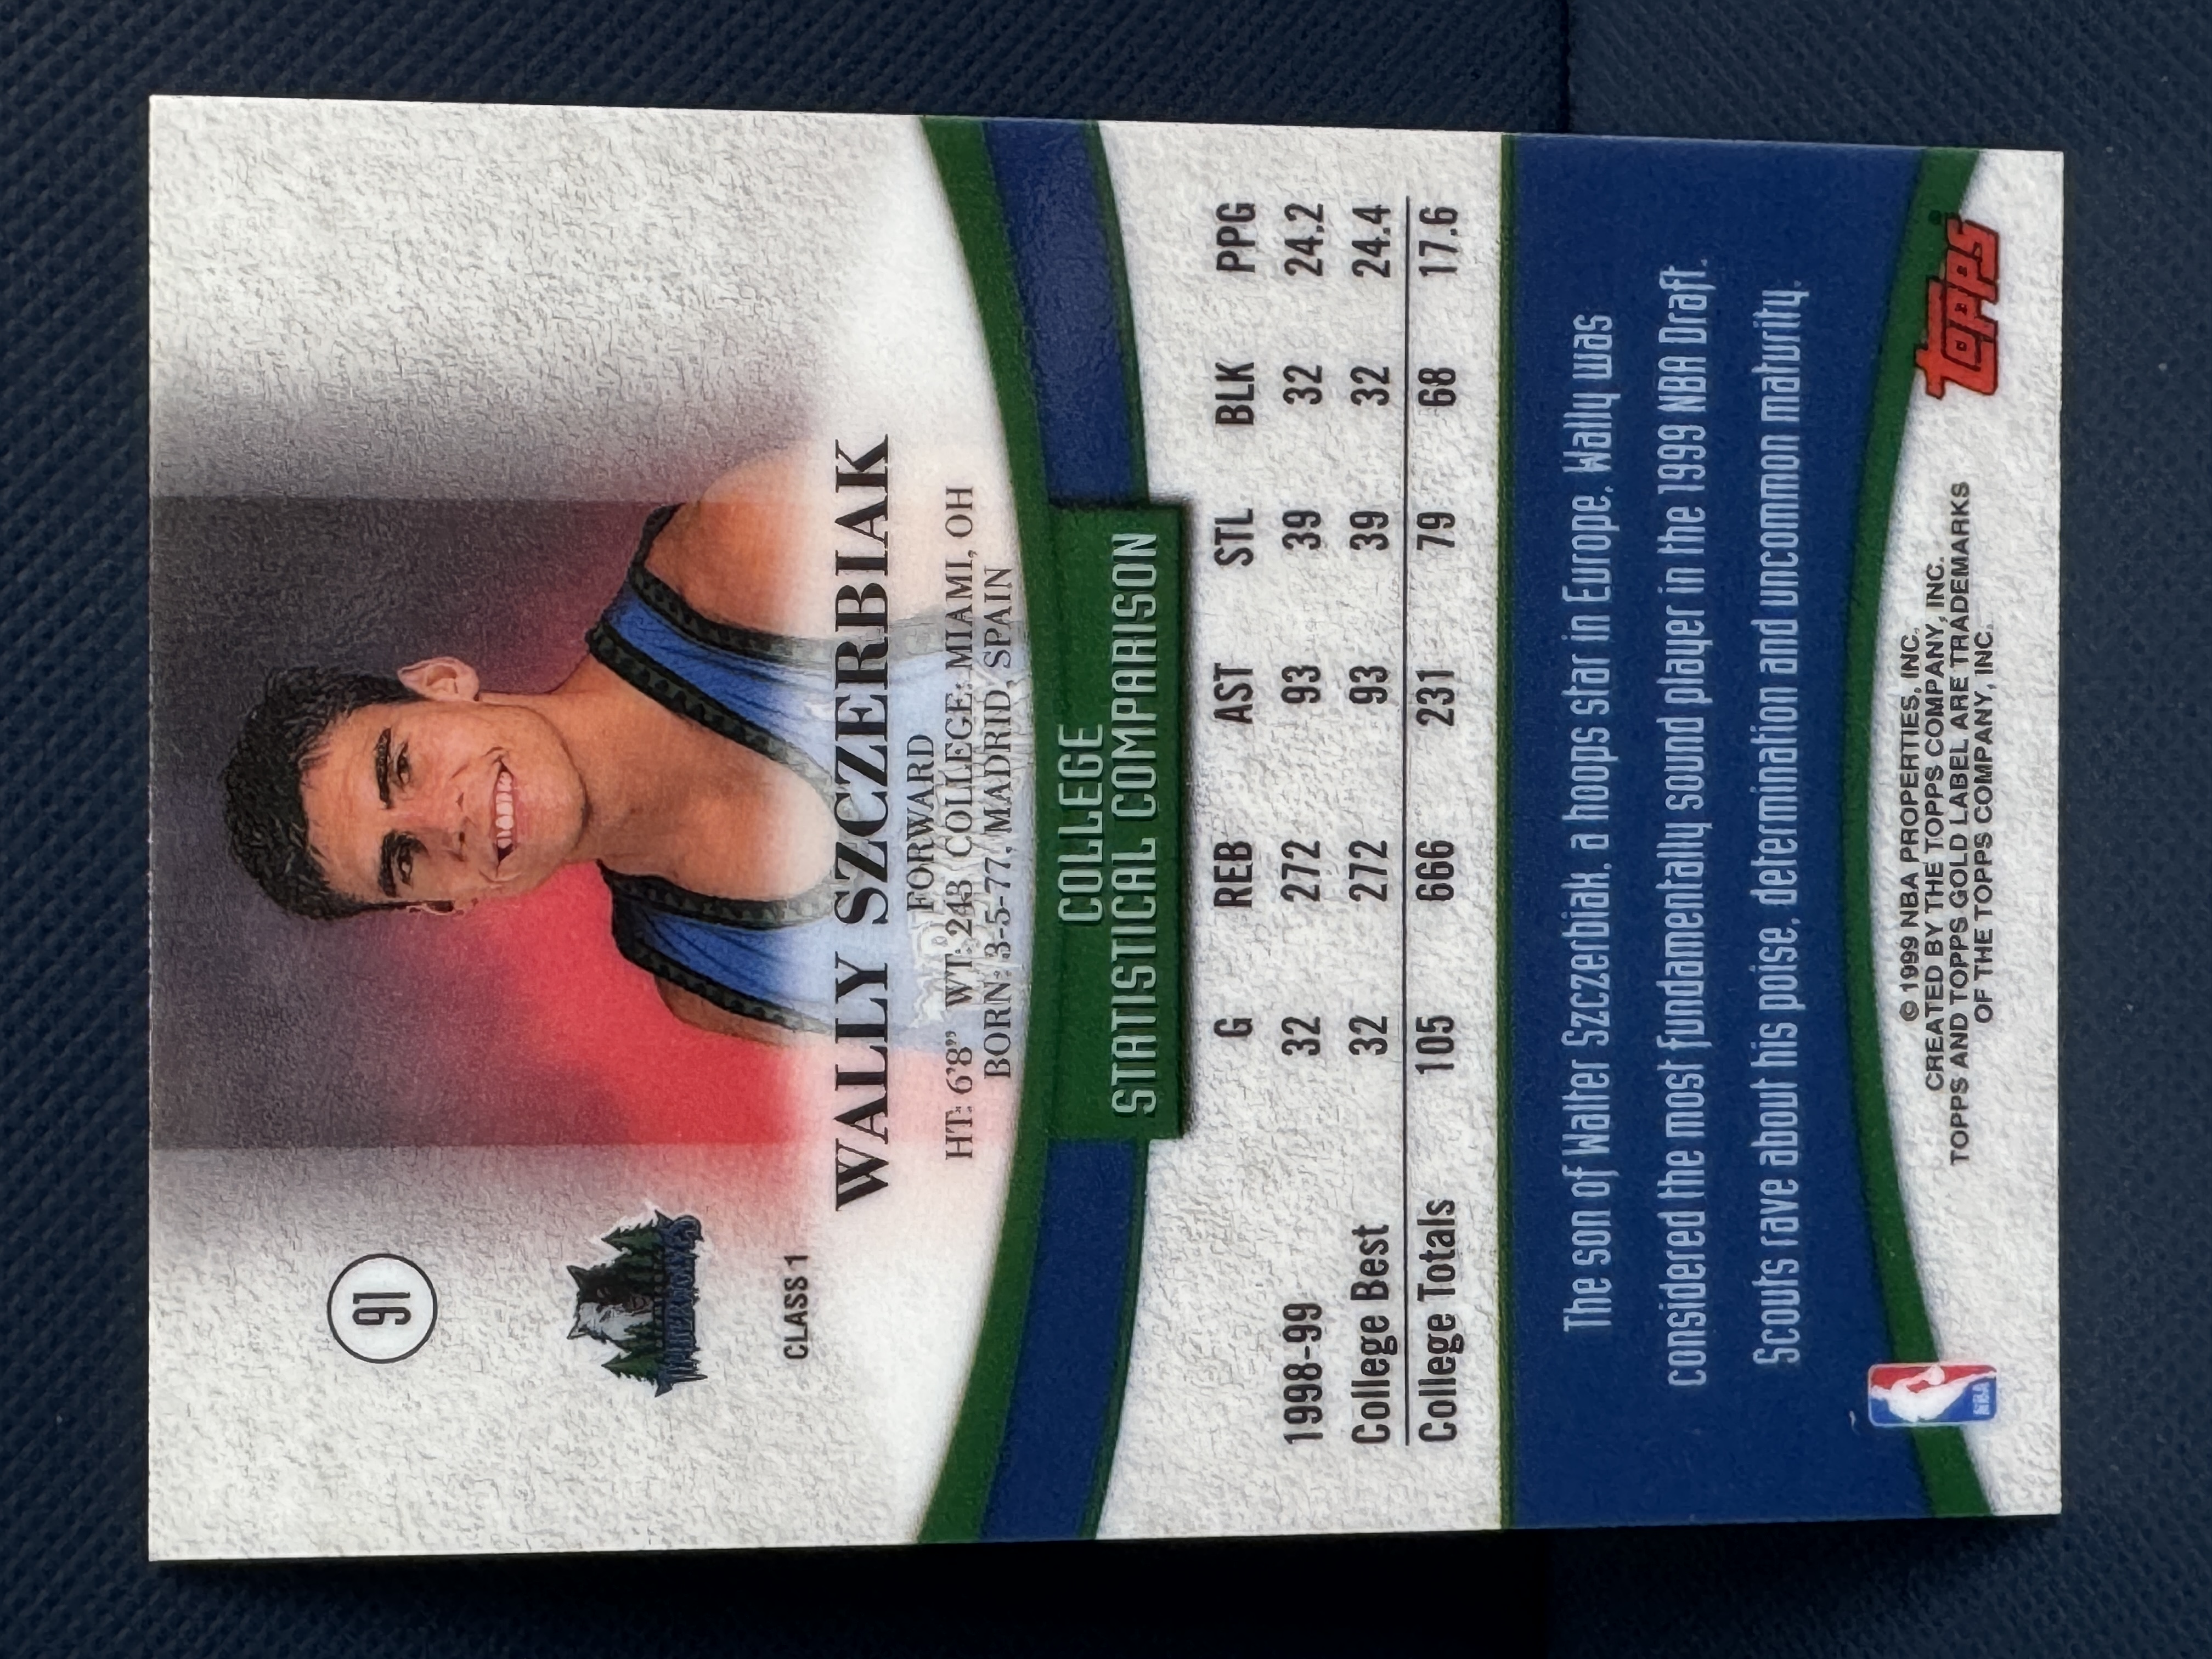 91
TIMBERWOLVES
CLASS 1
WALLY SZCZERBIAK
FORWARD
HT: 6'8" WT: 243 COLLEGE: MIAMI, OH
BORN: 3-5-77, MADRID, SPAIN
COLLEGE
STATISTICAL COMPARISON
G REB AST STL BLK PPG
1998-99 32 272 93 39 32 24.2
College Best 32 272 93 39 32 24.4
College Totals 105 666 231 79 68 17.6
The son of Walter Szczerbiak, a hoops star in Europe, Wally was
considered the most fundamentally sound player in the 1999 NBA Draft.
Scouts rave about his poise, determination and uncommon maturity.
NBA
© 1999 NBA PROPERTIES, INC.
CREATED BY THE TOPPS COMPANY, INC.
TOPPS AND TOPPS GOLD LABEL ARE TRADEMARKS
OF THE TOPPS COMPANY, INC.
TOPPS®